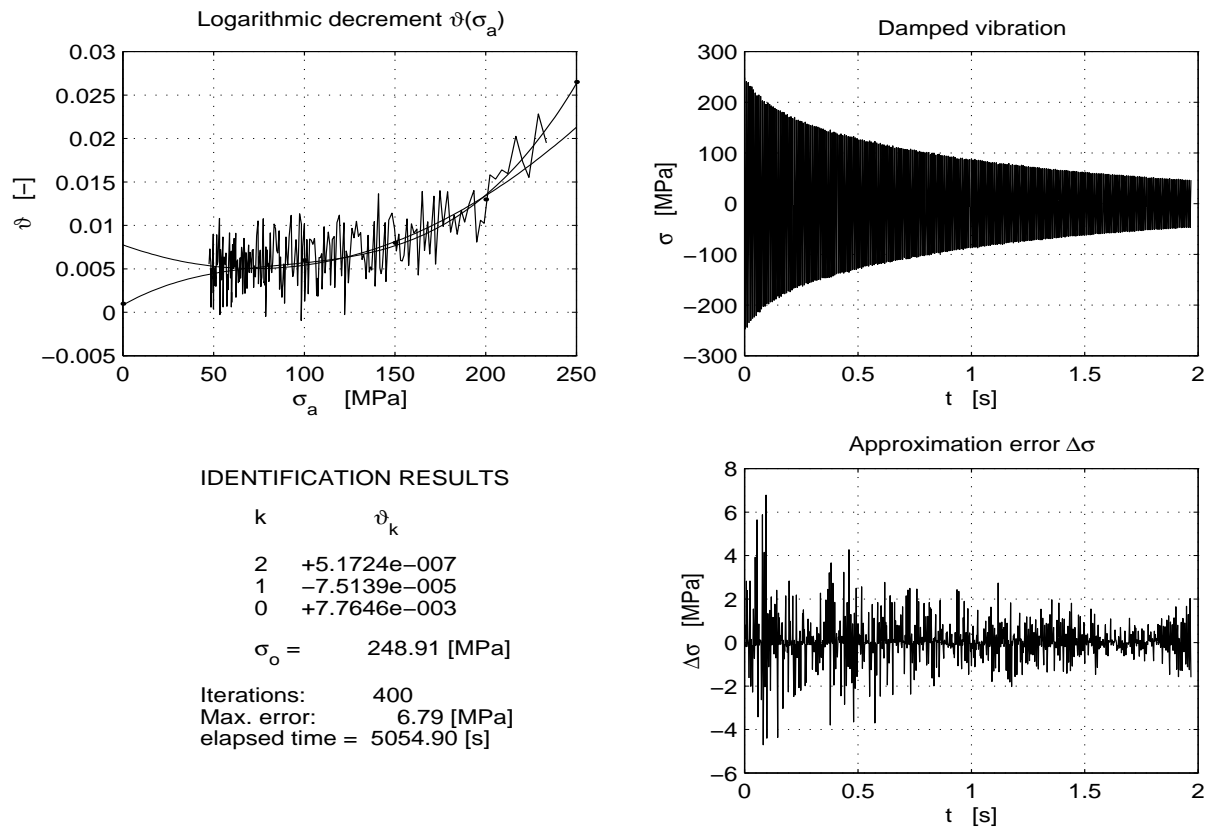 Logarithmic decrement ϑ(σ_a)
0.03
0.025
0.02
0.015
0.01
0.005
0
−0.005
ϑ [−]
0 50 100 150 200 250
σ_a [MPa]
Damped vibration
300
200
100
0
−100
−200
−300
σ [MPa]
0 0.5 1 1.5 2
t [s]
IDENTIFICATION RESULTS
k ϑ_k
2 +5.1724e−007
1 −7.5139e−005
0 +7.7646e−003
σ_o = 248.91 [MPa]
Iterations: 400
Max. error: 6.79 [MPa]
elapsed time = 5054.90 [s]
Approximation error Δσ
8
6
4
2
0
−2
−4
−6
Δσ [MPa]
0 0.5 1 1.5 2
t [s]